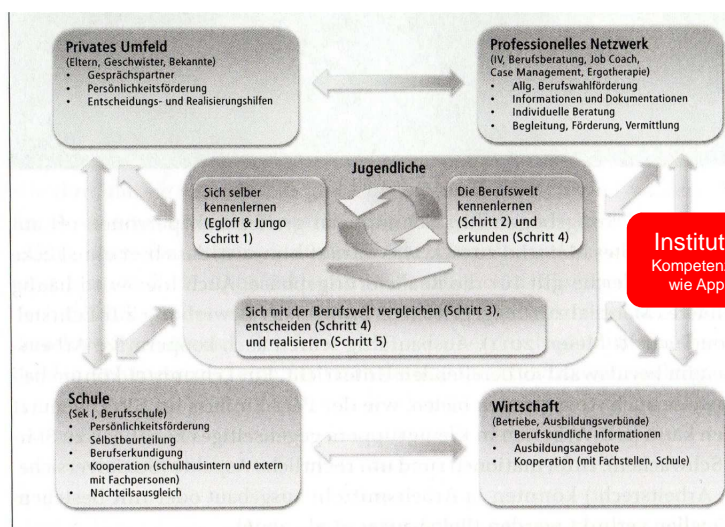 Privates Umfeld
(Eltern, Geschwister, Bekannte)
• Gesprächspartner
• Persönlichkeitsförderung
• Entscheidungs- und Realisierungshilfen
Professionelles Netzwerk
(IV, Berufsberatung, Job Coach,
Case Management, Ergotherapie)
• Allg. Berufswahlförderung
• Informationen und Dokumentationen
• Individuelle Beratung
• Begleitung, Förderung, Vermittlung
Jugendliche
Sich selber
kennenlernen
(Egloff & Jungo
Schritt 1)
Die Berufswelt
kennenlernen
(Schritt 2) und
erkunden (Schritt 4)
Institut
Kompeten
wie App
Sich mit der Berufswelt vergleichen (Schritt 3),
entscheiden (Schritt 4)
und realisieren (Schritt 5)
Schule
(Sek I, Berufsschule)
• Persönlichkeitsförderung
• Selbstbeurteilung
• Berufserkundigung
• Kooperation (schulhausintern und extern
mit Fachpersonen)
• Nachteilsausgleich
Wirtschaft
(Betriebe, Ausbildungsverbünde)
• Berufskundliche Informationen
• Ausbildungsangebote
• Kooperation (mit Fachstellen, Schule)